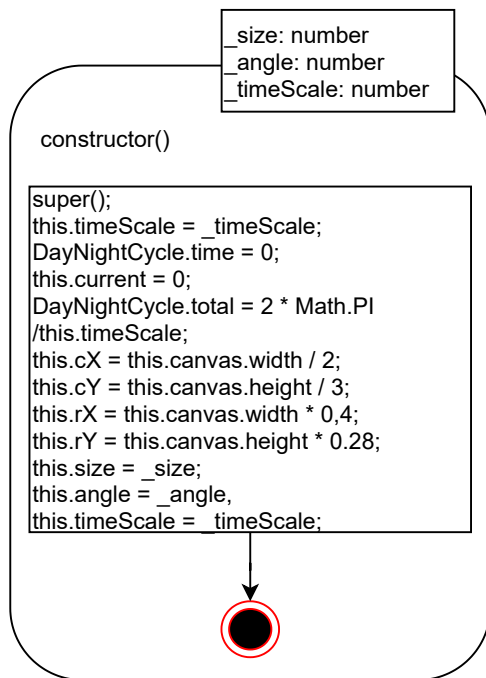 _size: number
_angle: number
_timeScale: number
constructor()
super();
this.timeScale = _timeScale;
DayNightCycle.time = 0;
this.current = 0;
DayNightCycle.total = 2 * Math.PI
/this.timeScale;
this.cX = this.canvas.width / 2;
this.cY = this.canvas.height / 3;
this.rX = this.canvas.width * 0,4;
this.rY = this.canvas.height * 0.28;
this.size = _size;
this.angle = _angle,
this.timeScale = _timeScale;